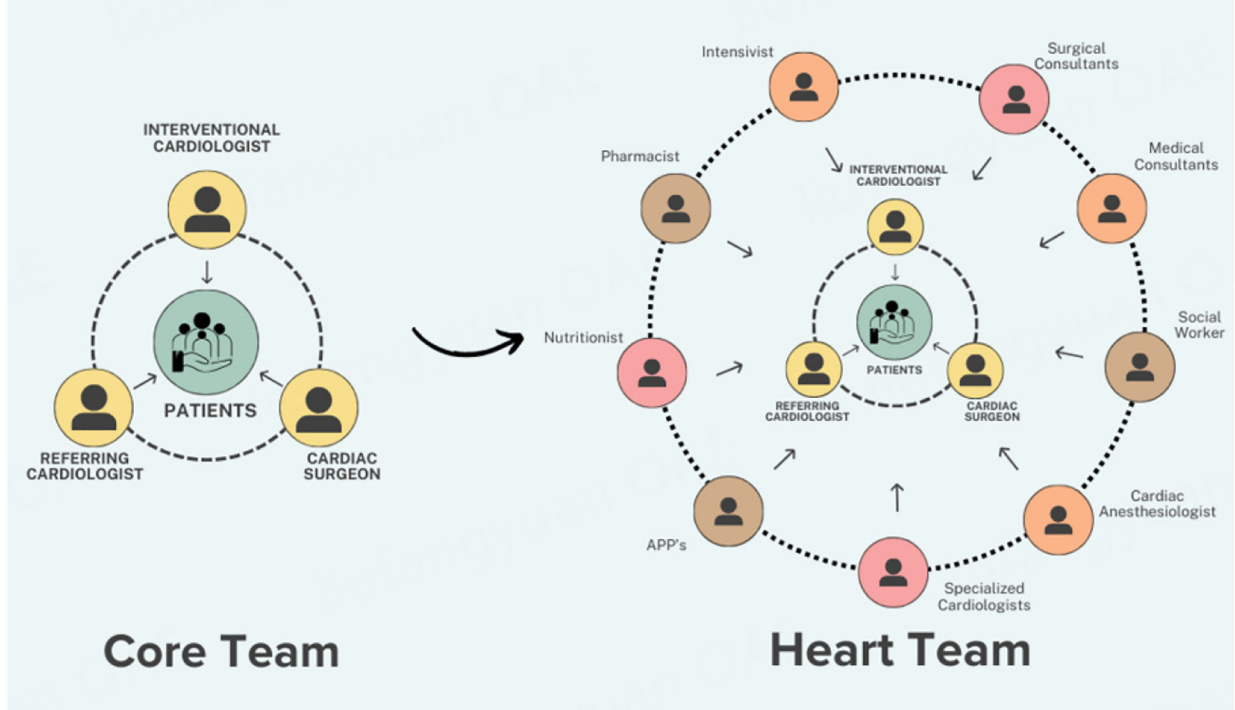 INTERVENTIONAL
CARDIOLOGIST
PATIENTS
REFERRING
CARDIOLOGIST
CARDIAC
SURGEON
Core Team
Intensivist
Surgical
Consultants
Pharmacist
Medical
Consultants
INTERVENTIONAL
CARDIOLOGIST
Nutritionist
Social
Worker
PATIENTS
REFERRING
CARDIOLOGIST
CARDIAC
SURGEON
APP's
Cardiac
Anesthesiologist
Specialized
Cardiologists
Heart Team